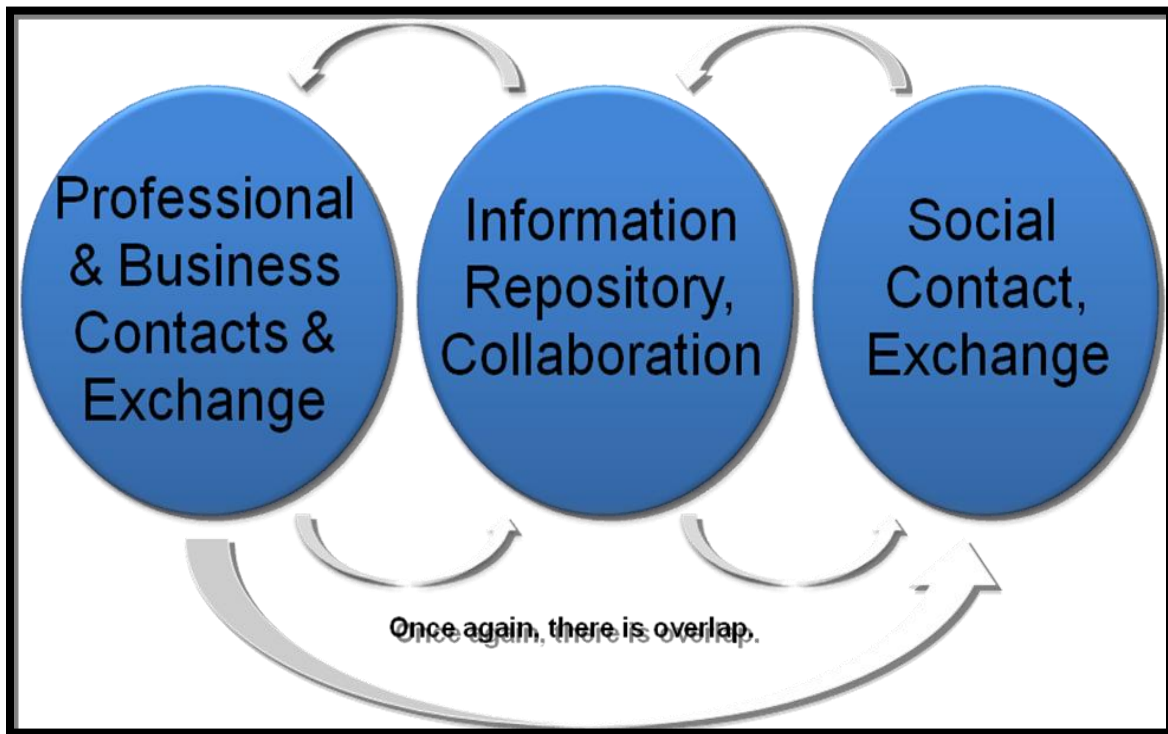 Professional
& Business
Contacts &
Exchange
Information
Repository,
Collaboration
Social
Contact,
Exchange
Once again, there is overlap.